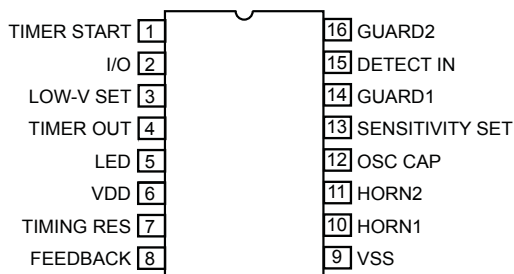 TIMER START 1
I/O 2
LOW-V SET 3
TIMER OUT 4
LED 5
VDD 6
TIMING RES 7
FEEDBACK 8
16 GUARD2
15 DETECT IN
14 GUARD1
13 SENSITIVITY SET
12 OSC CAP
11 HORN2
10 HORN1
9 VSS